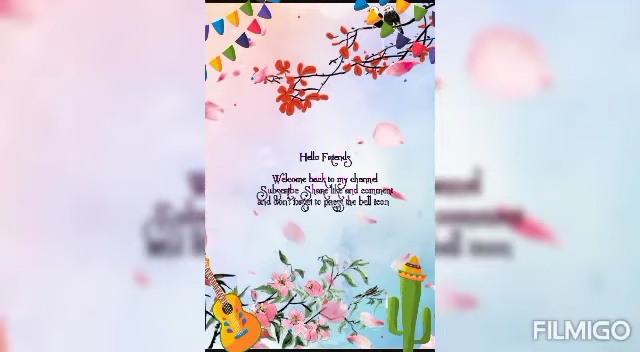 Hello Friends
Welcome back to my channel
Subscribe Share like and comment
and don't forget to press the bell icon
FILMIGO